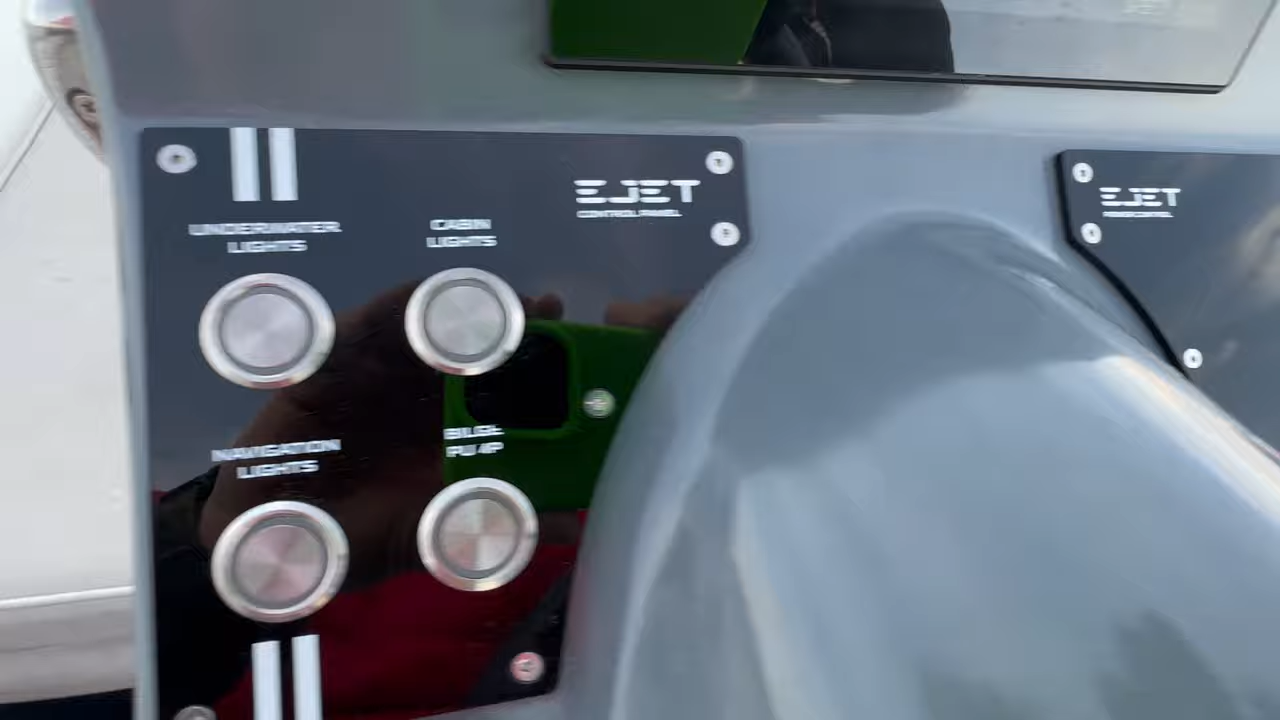 EJET
CONTROL PANEL
UNDERWATER
LIGHTS
CABIN
LIGHTS
NAVIGATION
LIGHTS
BILGE
PUMP
EJET